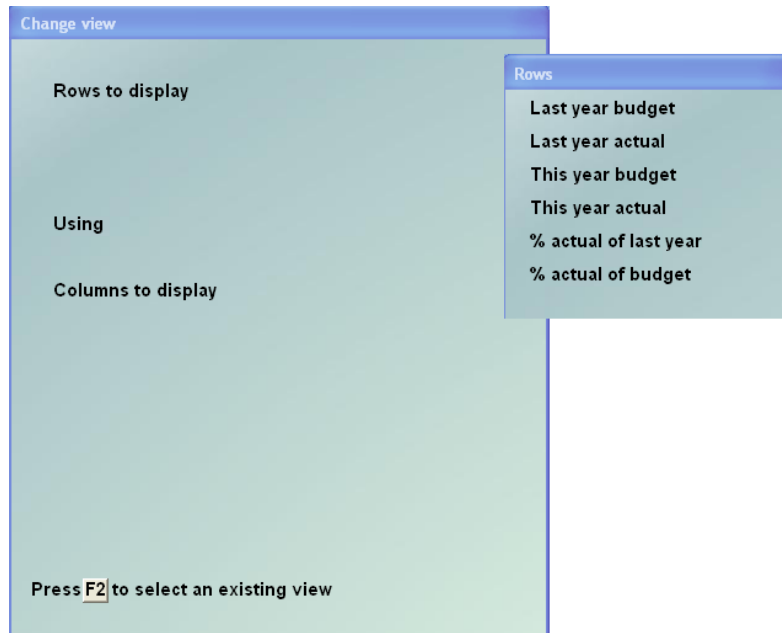 Change view
Rows to display
Using
Columns to display
Press F2 to select an existing view
Rows
Last year budget
Last year actual
This year budget
This year actual
% actual of last year
% actual of budget